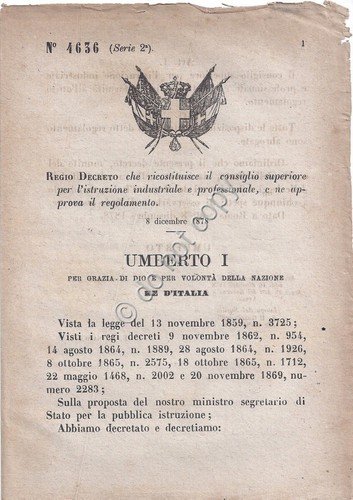 N° 4636 (Serie 2ª).
1
REGIO DECRETO che ricostituisce il consiglio superiore
per l'istruzione industriale e professionale, e ne ap-
prova il regolamento.
8 dicembre 1878
UMBERTO I
PER GRAZIA DI DIO E PER VOLONTÀ DELLA NAZIONE
RE D'ITALIA
Vista la legge del 13 novembre 1859, n. 3725;
Visti i regi decreti 9 novembre 1862, n. 954,
14 agosto 1864, n. 1889, 28 agosto 1864, n. 1926,
8 ottobre 1865, n. 2575, 18 ottobre 1865, n. 1712,
22 maggio 1468, n. 2002 e 20 novembre 1869, nu-
mero 2283;
Sulla proposta del nostro ministro segretario di
Stato per la pubblica istruzione;
Abbiamo decretato e decretiamo: